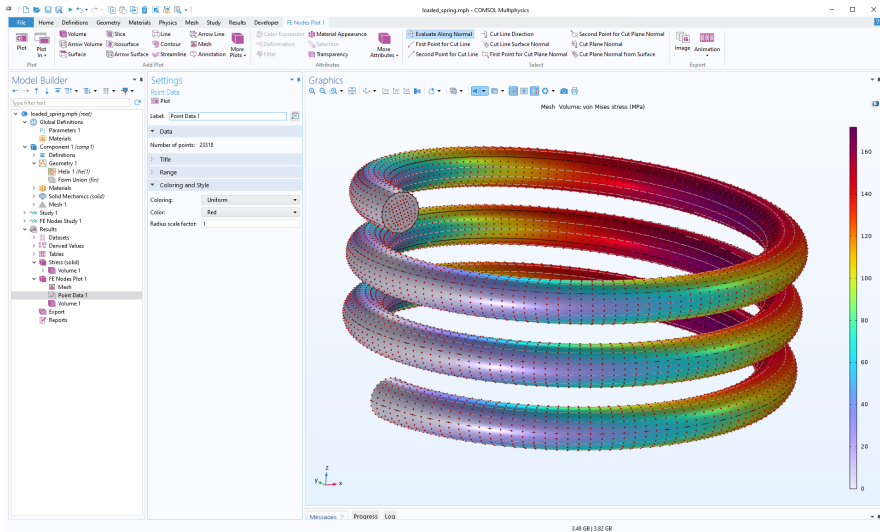 loaded_spring.mph - COMSOL Multiphysics
File Home Definitions Geometry Materials Physics Mesh Study Results Developer FE Nodes Plot 1
Plot Plot In Volume Arrow Volume Surface Slice Isosurface Arrow Surface Line Contour Streamline Arrow Line Mesh Annotation More Plots Color Expression Deformation Filter Material Appearance Selection Transparency More Attributes Evaluate Along Normal First Point for Cut Line Second Point for Cut Line Cut Line Direction Cut Line Surface Normal First Point for Cut Plane Normal Second Point for Cut Plane Normal Cut Plane Normal Cut Plane Normal from Surface Image Animation
Plot Add Plot Attributes Select Export
Model Builder
Type filter text
loaded_spring.mph (root)
Global Definitions
Pi Parameters 1
Materials
Component 1 (comp1)
Definitions
Geometry 1
Helix 1 (hel1)
Form Union (fin)
Materials
Solid Mechanics (solid)
Mesh 1
Study 1
FE Nodes Study 1
Results
Datasets
Derived Values
Tables
Stress (solid)
Volume 1
FE Nodes Plot 1
Mesh
Point Data 1
Volume 1
Export
Reports
Settings
Point Data
Plot
Label: Point Data 1
Data
Number of points: 23318
Title
Range
Coloring and Style
Coloring: Uniform
Color: Red
Radius scale factor: 1
Graphics
Mesh Volume: von Mises stress (MPa)
160
140
120
100
80
60
40
20
0
z
y
x
Messages Progress Log
3.48 GB | 3.82 GB